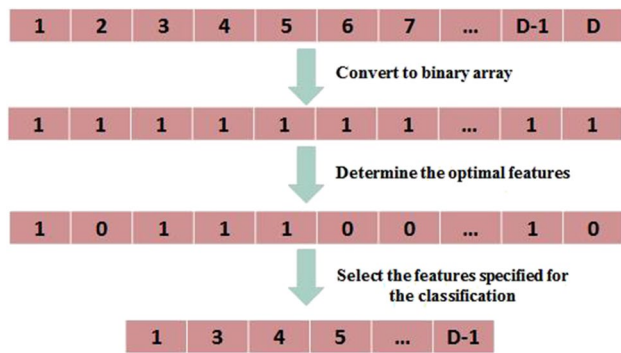 1 2 3 4 5 6 7 ... D-1 D
Convert to binary array
1 1 1 1 1 1 1 ... 1 1
Determine the optimal features
1 0 1 1 1 0 0 ... 1 0
Select the features specified for
the classification
1 3 4 5 ... D-1